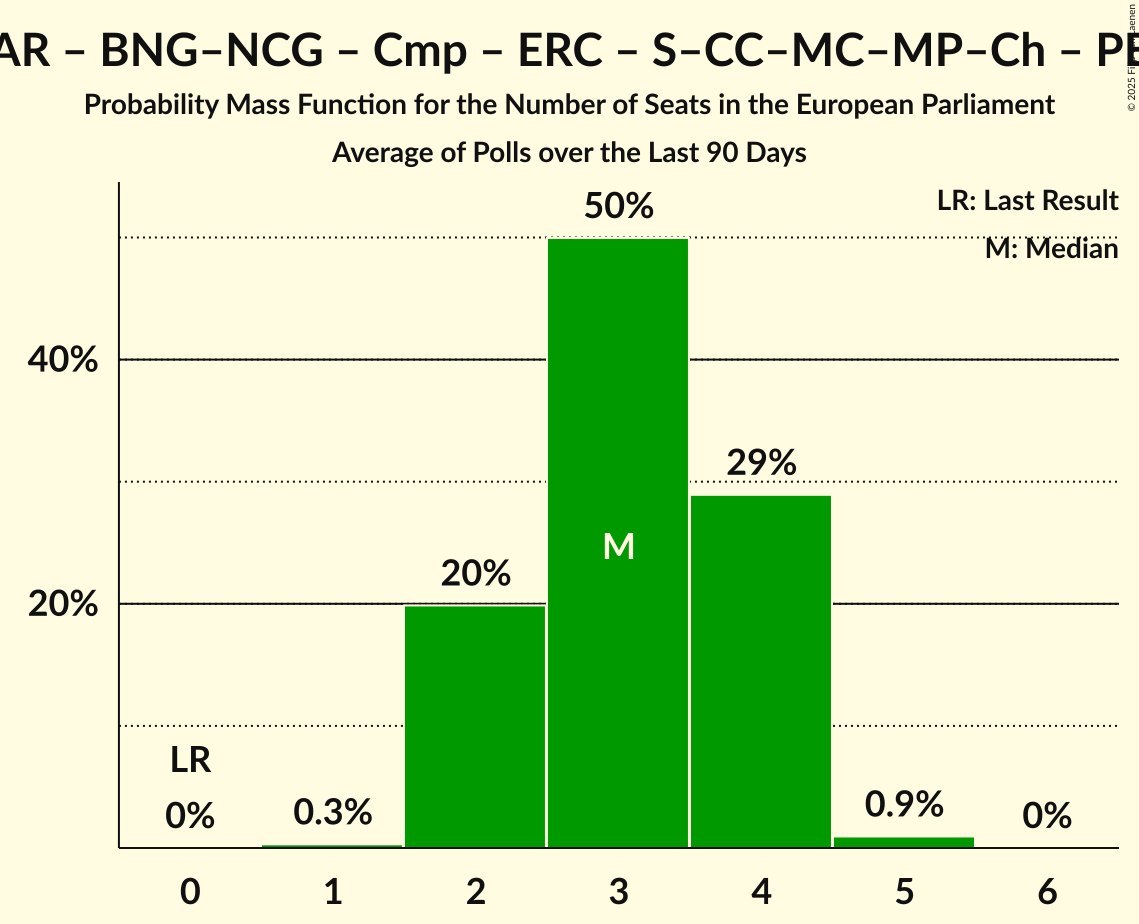 AR – BNG–NCG – Cmp – ERC – S–CC–MC–MP–Ch –
Probability Mass Function for the Number of Seats in the European Parliament
Average of Polls over the Last 90 Days
© 2025
LR: Last Result
M: Median
50%
40%
29%
M
20%
20%
LR
0%
0.3%
0.9%
0%
0 1 2 3 4 5 6